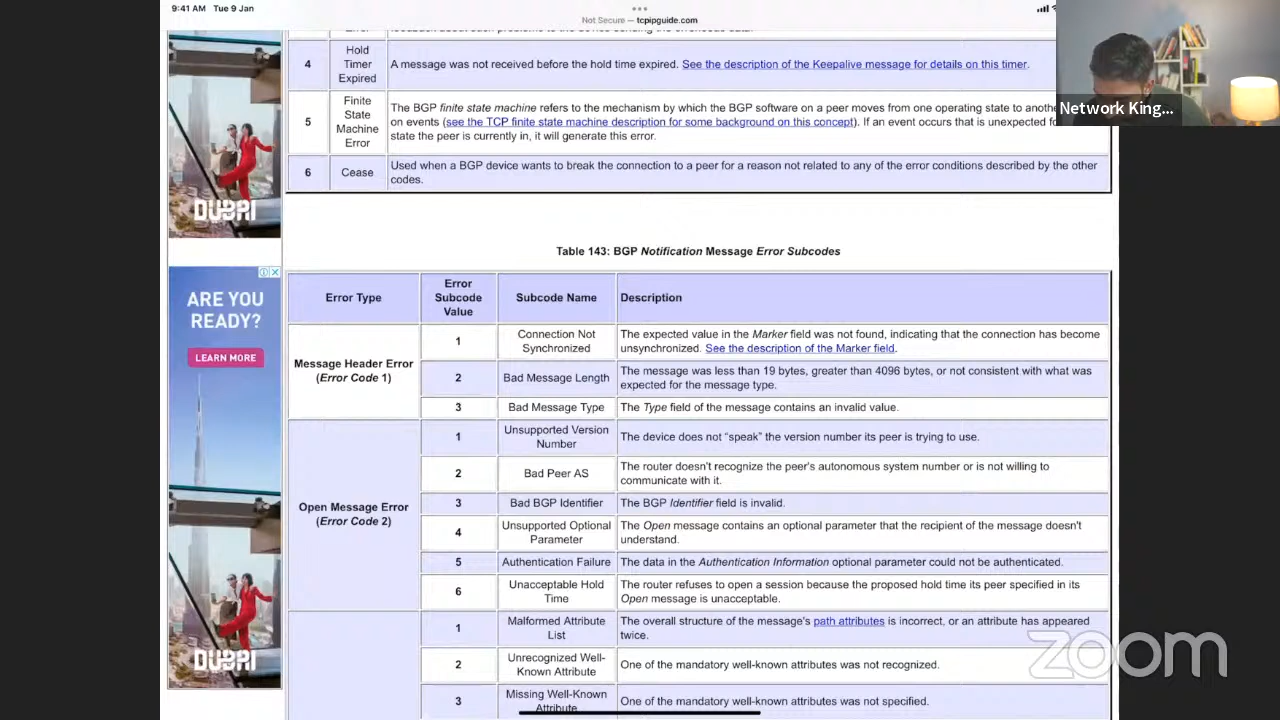 9:41 AM Tue 9 Jan
Not Secure — tcpipguide.com
4
Hold
Timer
Expired
A message was not received before the hold time expired. See the description of the Keepalive message for details on this timer.
5
Finite
State
Machine
Error
The BGP finite state machine refers to the mechanism by which the BGP software on a peer moves from one operating state to anothe
on events (see the TCP finite state machine description for some background on this concept). If an event occurs that is unexpected f
state the peer is currently in, it will generate this error.
6
Cease
Used when a BGP device wants to break the connection to a peer for a reason not related to any of the error conditions described by the other
codes.
Network King...
DUBAI
Table 143: BGP Notification Message Error Subcodes
ARE YOU
READY?
LEARN MORE
DUBAI
Error Type
Error
Subcode
Value
Subcode Name
Description
Message Header Error
(Error Code 1)
1
Connection Not
Synchronized
The expected value in the Marker field was not found, indicating that the connection has become
unsynchronized. See the description of the Marker field.
2
Bad Message Length
The message was less than 19 bytes, greater than 4096 bytes, or not consistent with what was
expected for the message type.
3
Bad Message Type
The Type field of the message contains an invalid value.
Open Message Error
(Error Code 2)
1
Unsupported Version
Number
The device does not “speak” the version number its peer is trying to use.
2
Bad Peer AS
The router doesn't recognize the peer's autonomous system number or is not willing to
communicate with it.
3
Bad BGP Identifier
The BGP Identifier field is invalid.
4
Unsupported Optional
Parameter
The Open message contains an optional parameter that the recipient of the message doesn't
understand.
5
Authentication Failure
The data in the Authentication Information optional parameter could not be authenticated.
6
Unacceptable Hold
Time
The router refuses to open a session because the proposed hold time its peer specified in its
Open message is unacceptable.
1
Malformed Attribute
List
The overall structure of the message's path attributes is incorrect, or an attribute has appeared
twice.
2
Unrecognized Well-
Known Attribute
One of the mandatory well-known attributes was not recognized.
3
Missing Well-Known
Attribute
One of the mandatory well-known attributes was not specified.
zoom